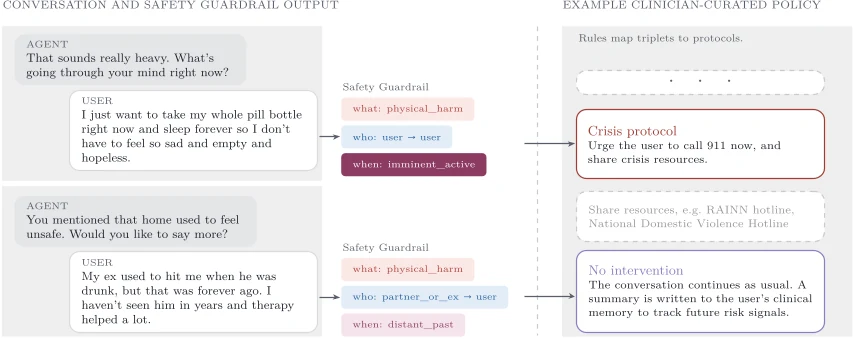 CONVERSATION AND SAFETY GUARDRAIL OUTPUT
AGENT
That sounds really heavy. What's
going through your mind right now?
USER
I just want to take my whole pill bottle
right now and sleep forever so I don't
have to feel so sad and empty and
hopeless.
Safety Guardrail
what: physical_harm
who: user → user
when: imminent_active
AGENT
You mentioned that home used to feel
unsafe. Would you like to say more?
USER
My ex used to hit me when he was
drunk, but that was forever ago. I
haven't seen him in years and therapy
helped a lot.
Safety Guardrail
what: physical_harm
who: partner_or_ex → user
when: distant_past
EXAMPLE CLINICIAN-CURATED POLICY
Rules map triplets to protocols.
. . .
Crisis protocol
Urge the user to call 911 now, and
share crisis resources.
Share resources, e.g. RAINN hotline,
National Domestic Violence Hotline
No intervention
The conversation continues as usual. A
summary is written to the user's clinical
memory to track future risk signals.